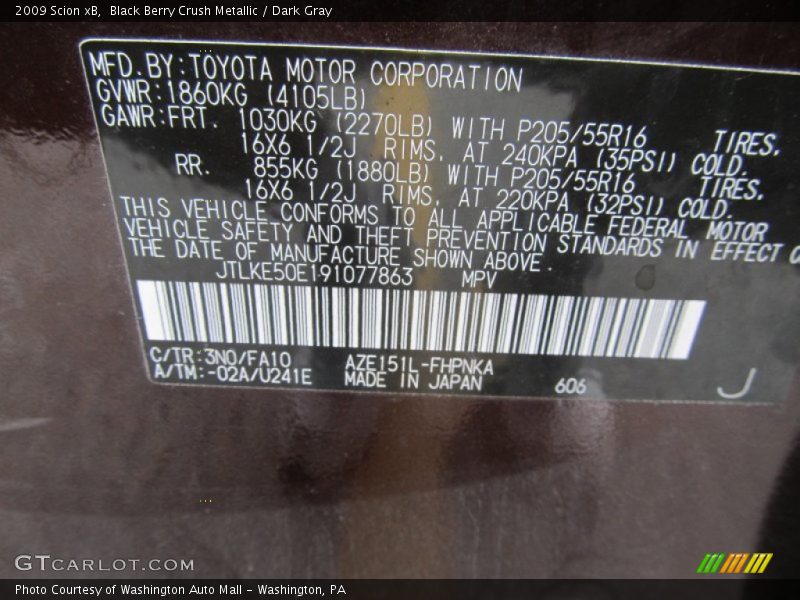 2009 Scion xB, Black Berry Crush Metallic / Dark Gray
MFD. BY: TOYOTA MOTOR CORPORATION
GVWR: 1860KG (4105LB)
GAWR: FRT. 1030KG (2270LB) WITH P205/55R16 TIRES,
16X6 1/2J RIMS, AT 240KPA (35PSI) COLD.
RR. 855KG (1880LB) WITH P205/55R16 TIRES,
16X6 1/2J RIMS, AT 220KPA (32PSI) COLD.
THIS VEHICLE CONFORMS TO ALL APPLICABLE FEDERAL MOTOR
VEHICLE SAFETY AND THEFT PREVENTION STANDARDS IN EFFECT
THE DATE OF MANUFACTURE SHOWN ABOVE.
JTLKE50E191077863 MPV
C/TR: 3N0/FA10 AZE151L-FHPNKA
A/TM: -02A/U241E MADE IN JAPAN 606 J
GTCARLOT.COM
Photo Courtesy of Washington Auto Mall - Washington, PA